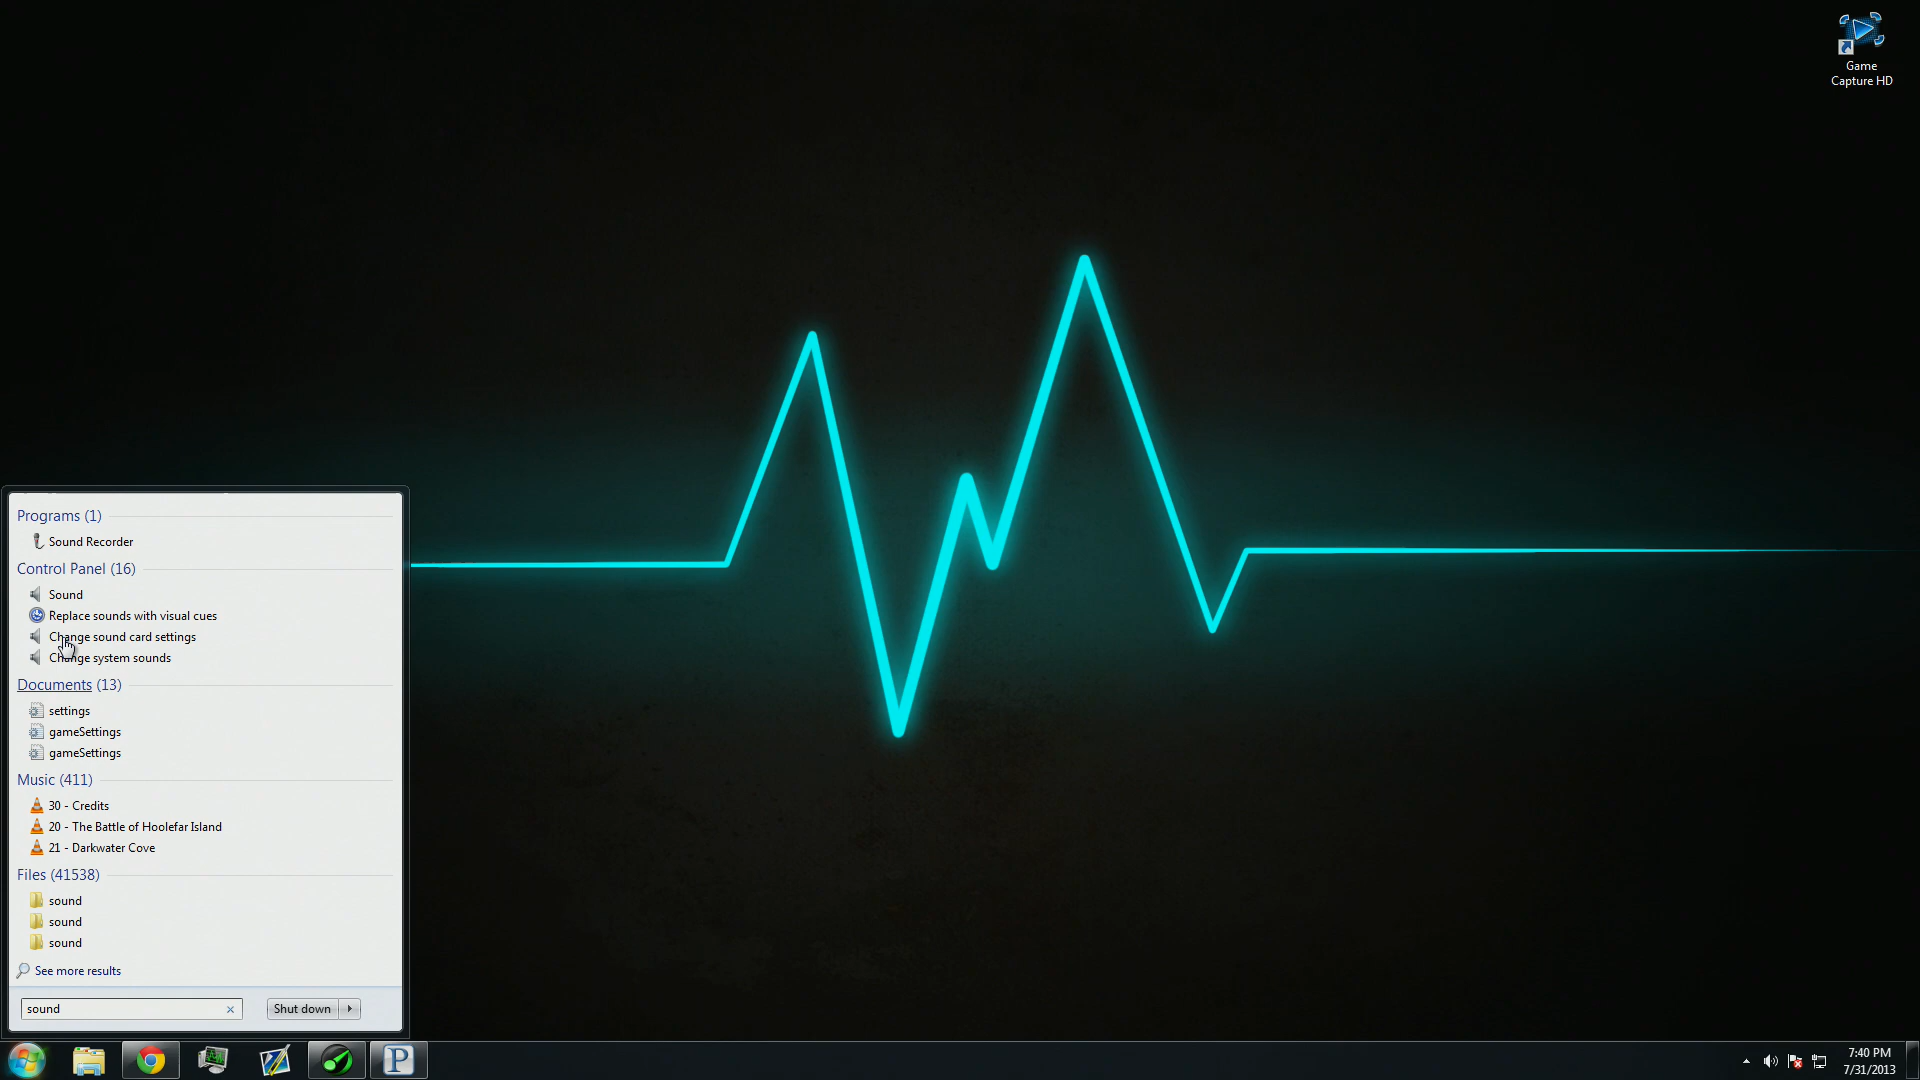 Game
Capture HD
Programs (1)
Sound Recorder
Control Panel (16)
Sound
Replace sounds with visual cues
Change sound card settings
Change system sounds
Documents (13)
settings
gameSettings
gameSettings
Music (411)
30 - Credits
20 - The Battle of Hoolefar Island
21 - Darkwater Cove
Files (41538)
sound
sound
sound
See more results
sound
Shut down
P
7:40 PM
7/31/2013